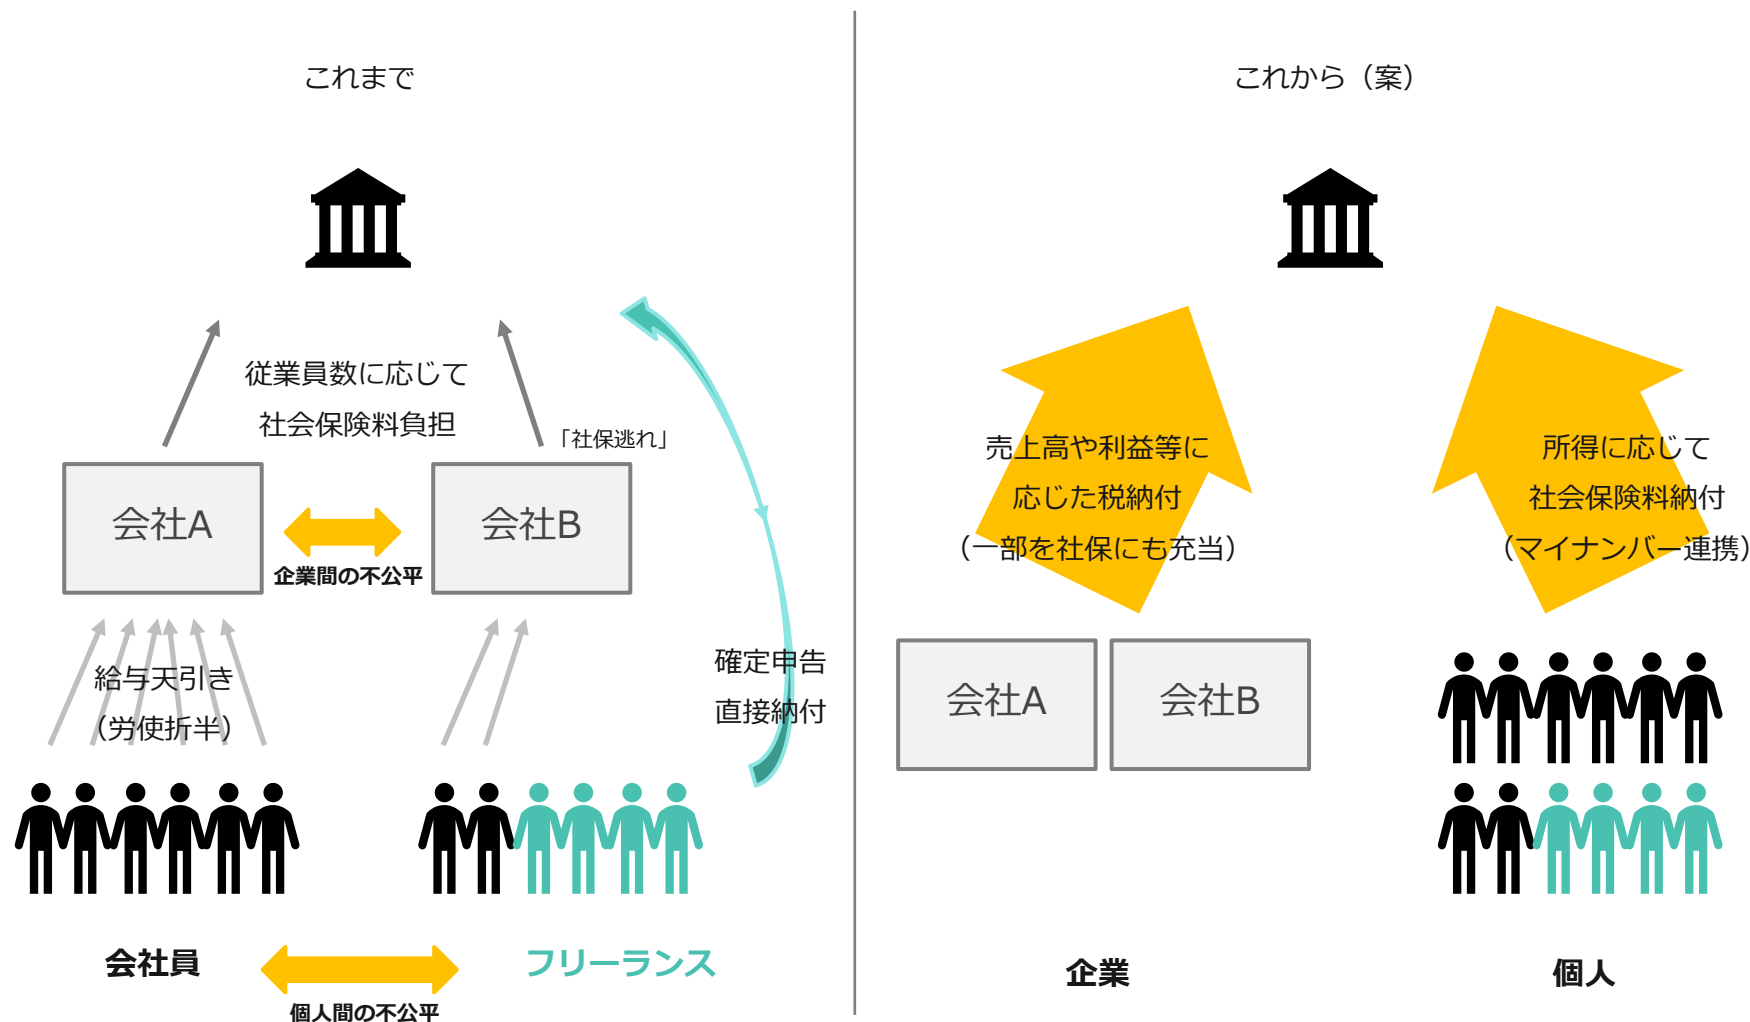 これまで
従業員数に応じて
社会保険料負担
「社保逃れ」
会社A
会社B
企業間の不公平
給与天引き
（労使折半）
確定申告
直接納付
会社員
フリーランス
個人間の不公平
これから（案）
売上高や利益等に
応じた税納付
（一部を社保にも充当）
所得に応じて
社会保険料納付
（マイナンバー連携）
会社A
会社B
企業
個人